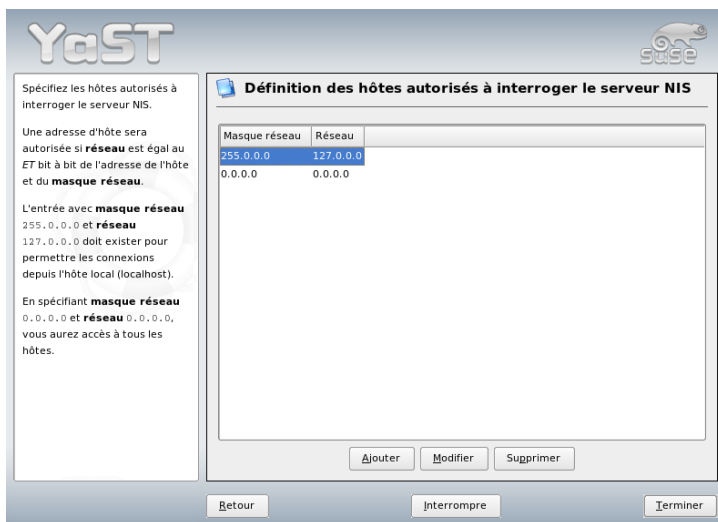 YaST
SUSE
Spécifiez les hôtes autorisés à
interroger le serveur NIS.
Une adresse d'hôte sera
autorisée si réseau est égal au
ET bit à bit de l'adresse de l'hôte
et du masque réseau.
L'entrée avec masque réseau
255.0.0.0 et réseau
127.0.0.0 doit exister pour
permettre les connexions
depuis l'hôte local (localhost).
En spécifiant masque réseau
0.0.0.0 et réseau 0.0.0.0,
vous aurez accès à tous les
hôtes.
Définition des hôtes autorisés à interroger le serveur NIS
Masque réseau Réseau
255.0.0.0 127.0.0.0
0.0.0.0 0.0.0.0
Ajouter Modifier Supprimer
Retour Interrompre Terminer